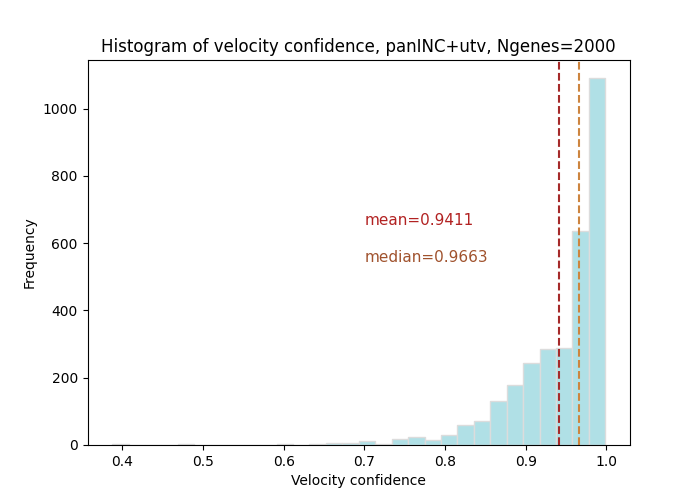 Histogram of velocity confidence, panINC+utv, Ngenes=2000
1000
800
600
400
200
0
Frequency
mean=0.9411
median=0.9663
0.4 0.5 0.6 0.7 0.8 0.9 1.0
Velocity confidence